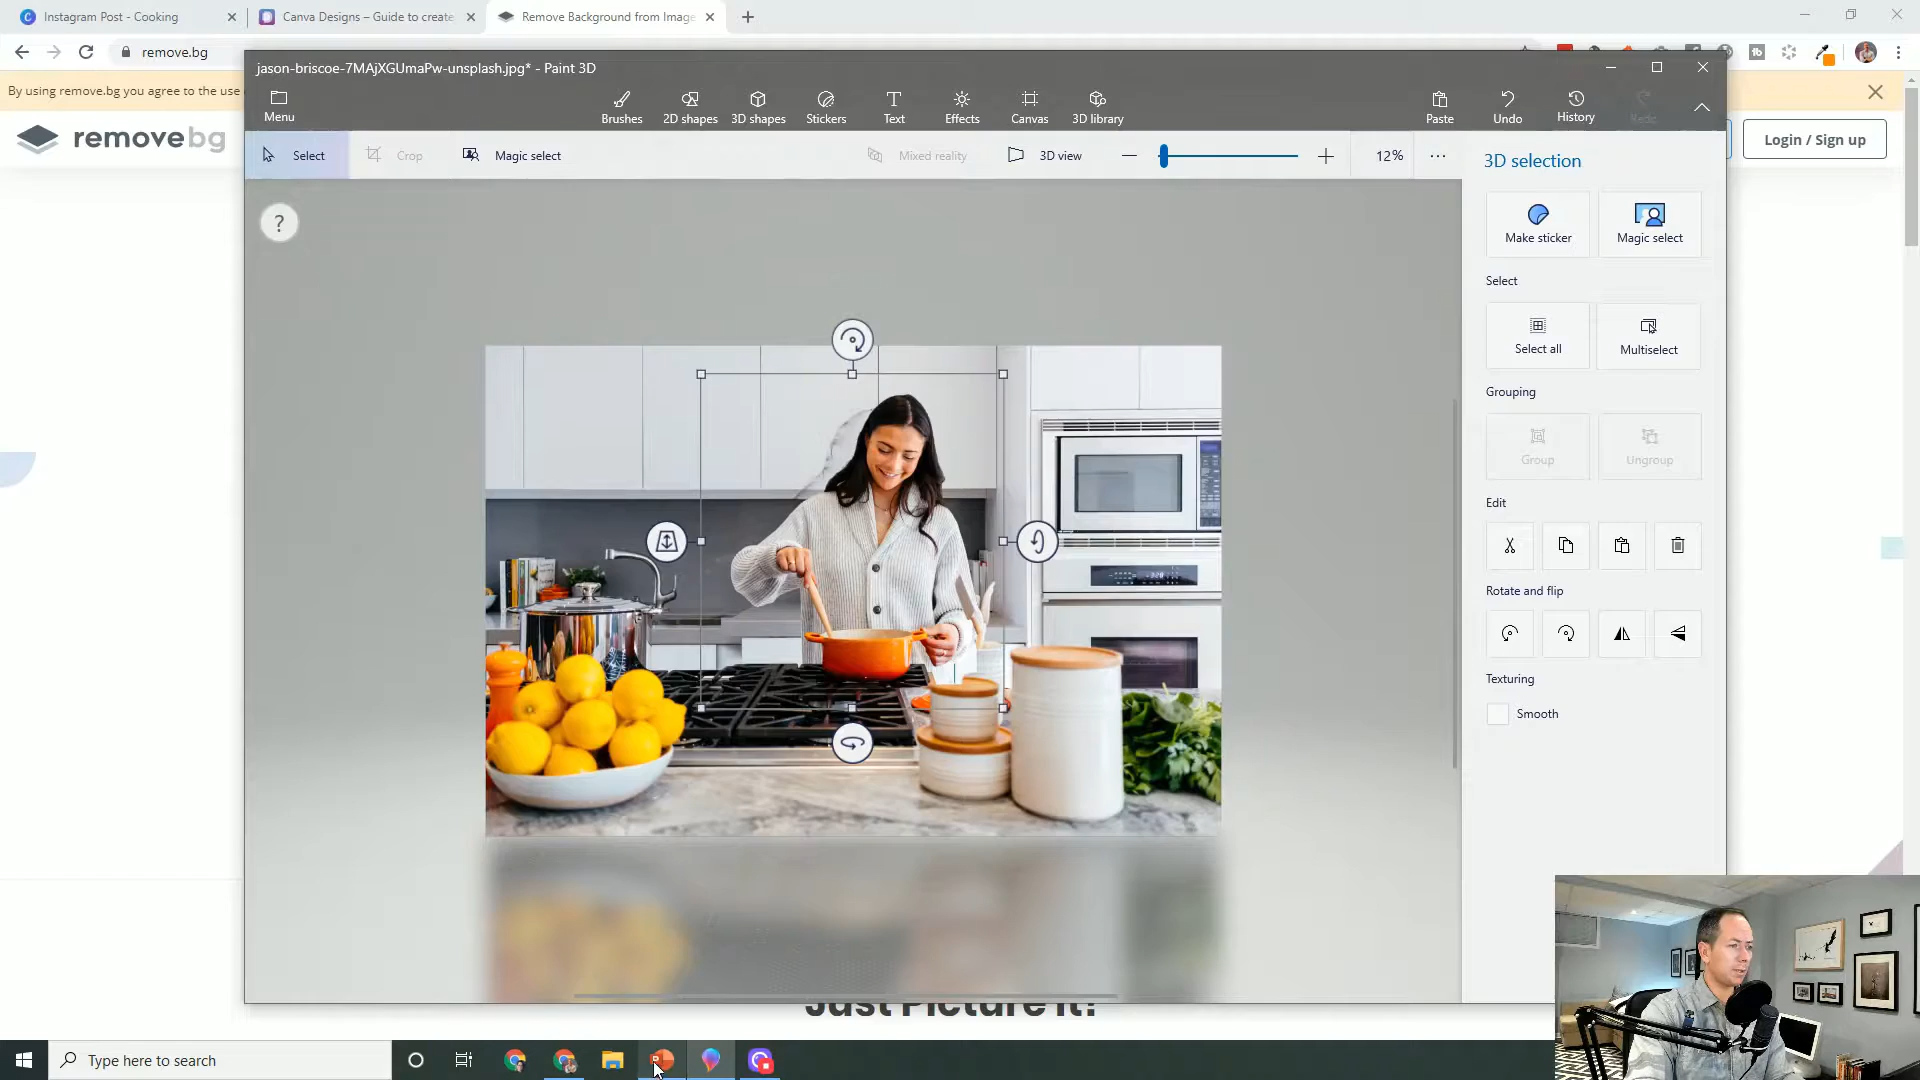 Instagram Post - Cooking
Canva Designs – Guide to create
Remove Background from Image
remove.bg
By using remove.bg you agree to the use
removebg
Login / Sign up
jason-briscoe-7MAjXGUmaPw-unsplash.jpg* - Paint 3D
Menu
Brushes
2D shapes
3D shapes
Stickers
Text
Effects
Canvas
3D library
Paste
Undo
History
Redo
Select
Crop
Magic select
Mixed reality
3D view
12%
3D selection
?
Make sticker
Magic select
Select
Select all
Multiselect
Grouping
Group
Ungroup
Edit
Rotate and flip
Texturing
Smooth
Just Picture it!
Type here to search